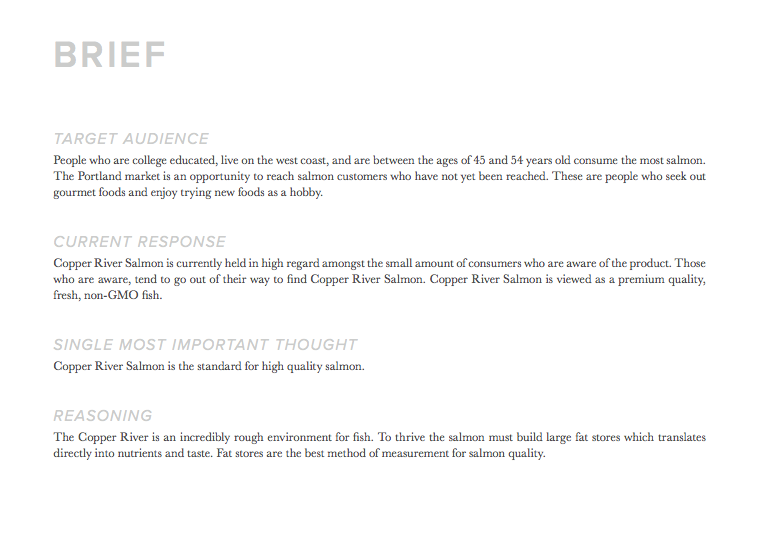 BRIEF
TARGET AUDIENCE
People who are college educated, live on the west coast, and are between the ages of 45 and 54 years old consume the most salmon.
The Portland market is an opportunity to reach salmon customers who have not yet been reached. These are people who seek out
gourmet foods and enjoy trying new foods as a hobby.
CURRENT RESPONSE
Copper River Salmon is currently held in high regard amongst the small amount of consumers who are aware of the product. Those
who are aware, tend to go out of their way to find Copper River Salmon. Copper River Salmon is viewed as a premium quality,
fresh, non-GMO fish.
SINGLE MOST IMPORTANT THOUGHT
Copper River Salmon is the standard for high quality salmon.
REASONING
The Copper River is an incredibly rough environment for fish. To thrive the salmon must build large fat stores which translates
directly into nutrients and taste. Fat stores are the best method of measurement for salmon quality.